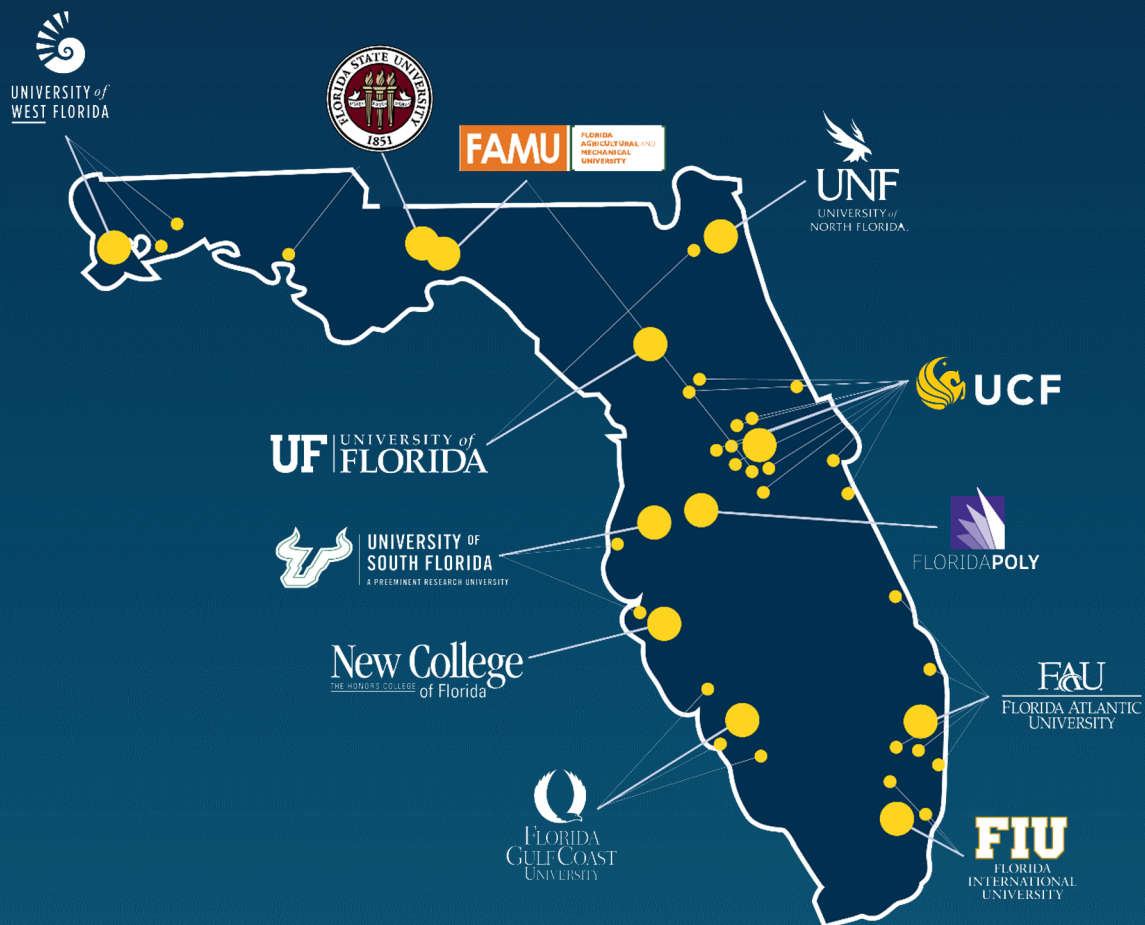 UNIVERSITY of
WEST FLORIDA
FLORIDA STATE UNIVERSITY
1851
FAMU
FLORIDA
AGRICULTURAL AND
MECHANICAL
UNIVERSITY
UNF
UNIVERSITY of
NORTH FLORIDA.
UCF
UF UNIVERSITY of
FLORIDA
UNIVERSITY OF
SOUTH FLORIDA
A PREEMINENT RESEARCH UNIVERSITY
FLORIDAPOLY
New College
THE HONORS COLLEGE of Florida
FAU
FLORIDA ATLANTIC
UNIVERSITY
FLORIDA
GULF COAST
UNIVERSITY
FIU
FLORIDA
INTERNATIONAL
UNIVERSITY